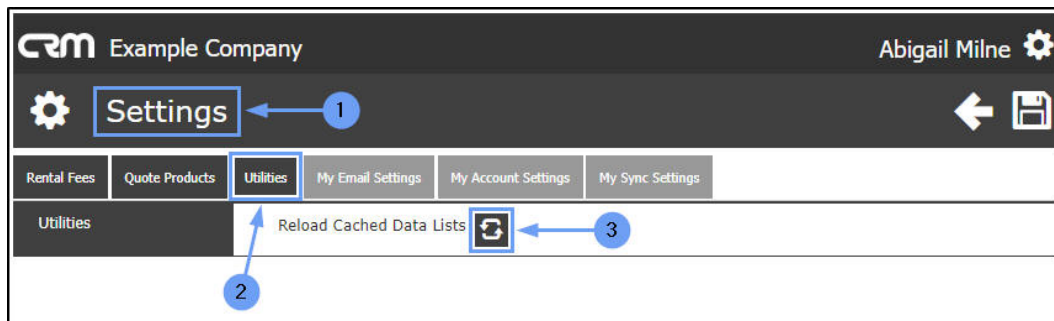 CRM Example Company Abigail Milne
Settings 1
Rental Fees Quote Products Utilities My Email Settings My Account Settings My Sync Settings
Utilities Reload Cached Data Lists 3
2